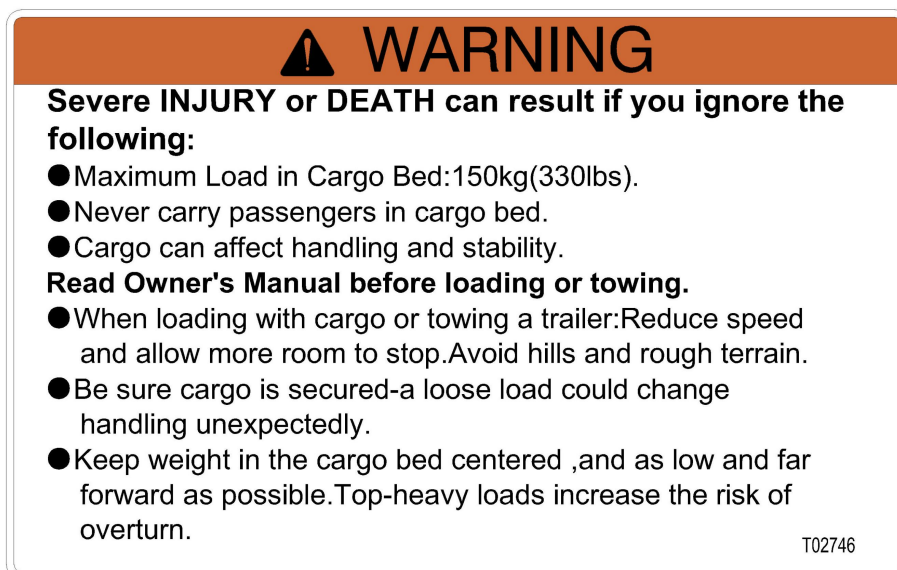 WARNING
Severe INJURY or DEATH can result if you ignore the
following:
●Maximum Load in Cargo Bed:150kg(330lbs).
●Never carry passengers in cargo bed.
●Cargo can affect handling and stability.
Read Owner's Manual before loading or towing.
●When loading with cargo or towing a trailer:Reduce speed
and allow more room to stop.Avoid hills and rough terrain.
●Be sure cargo is secured-a loose load could change
handling unexpectedly.
●Keep weight in the cargo bed centered ,and as low and far
forward as possible.Top-heavy loads increase the risk of
overturn.
T02746